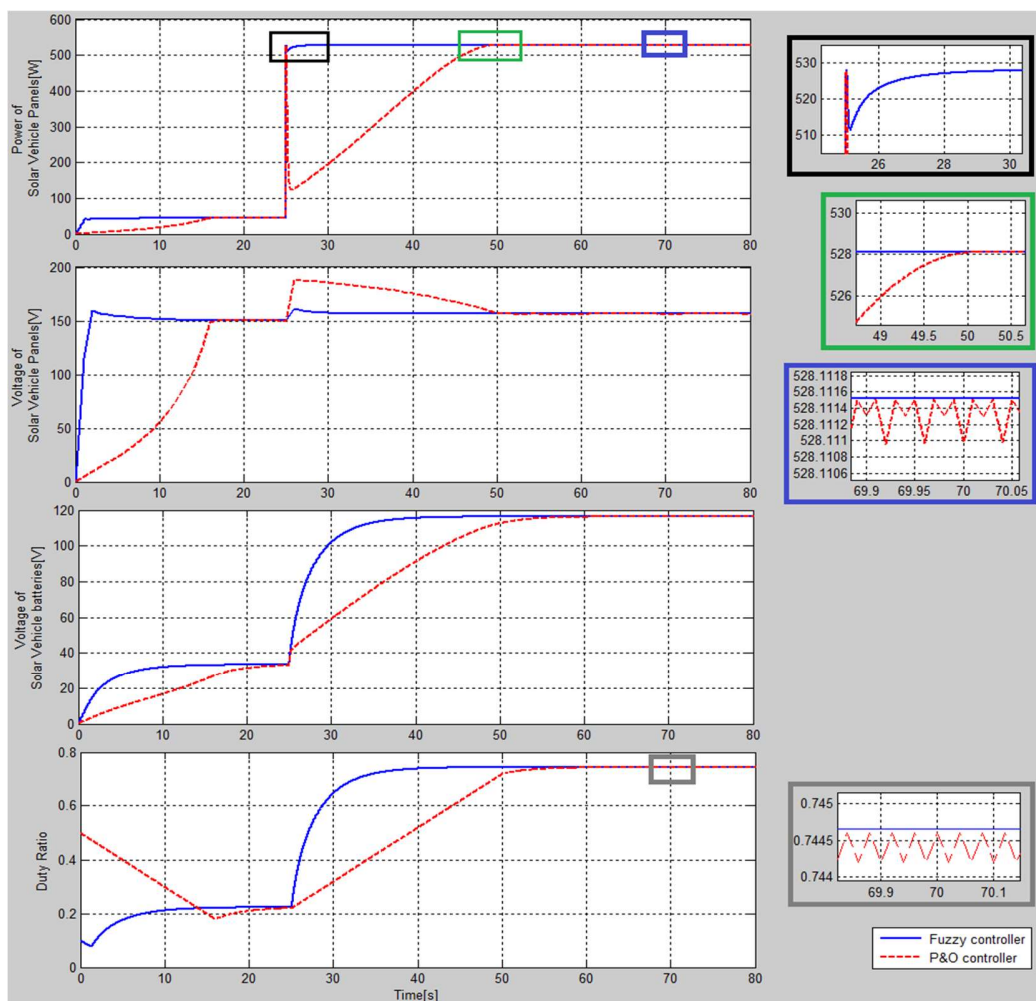 600
500
400
300
200
100
0
Power of
Solar Vehicle Panels[W]
0 10 20 30 40 50 60 70 80
530
520
510
26 28 30
200
150
100
50
0
Voltage of
Solar Vehicle Panels[V]
0 10 20 30 40 50 60 70 80
530
528
526
49 49.5 50 50.5
528.1118
528.1116
528.1114
528.1112
528.111
528.1108
528.1106
69.9 69.95 70 70.05
120
100
80
60
40
20
0
Voltage of
Solar Vehicle batteries[V]
0 10 20 30 40 50 60 70 80
0.8
0.6
0.4
0.2
0
Duty Ratio
0 10 20 30 40 50 60 70 80
Time[s]
0.745
0.7445
0.744
69.9 70 70.1
Fuzzy controller
P&O controller